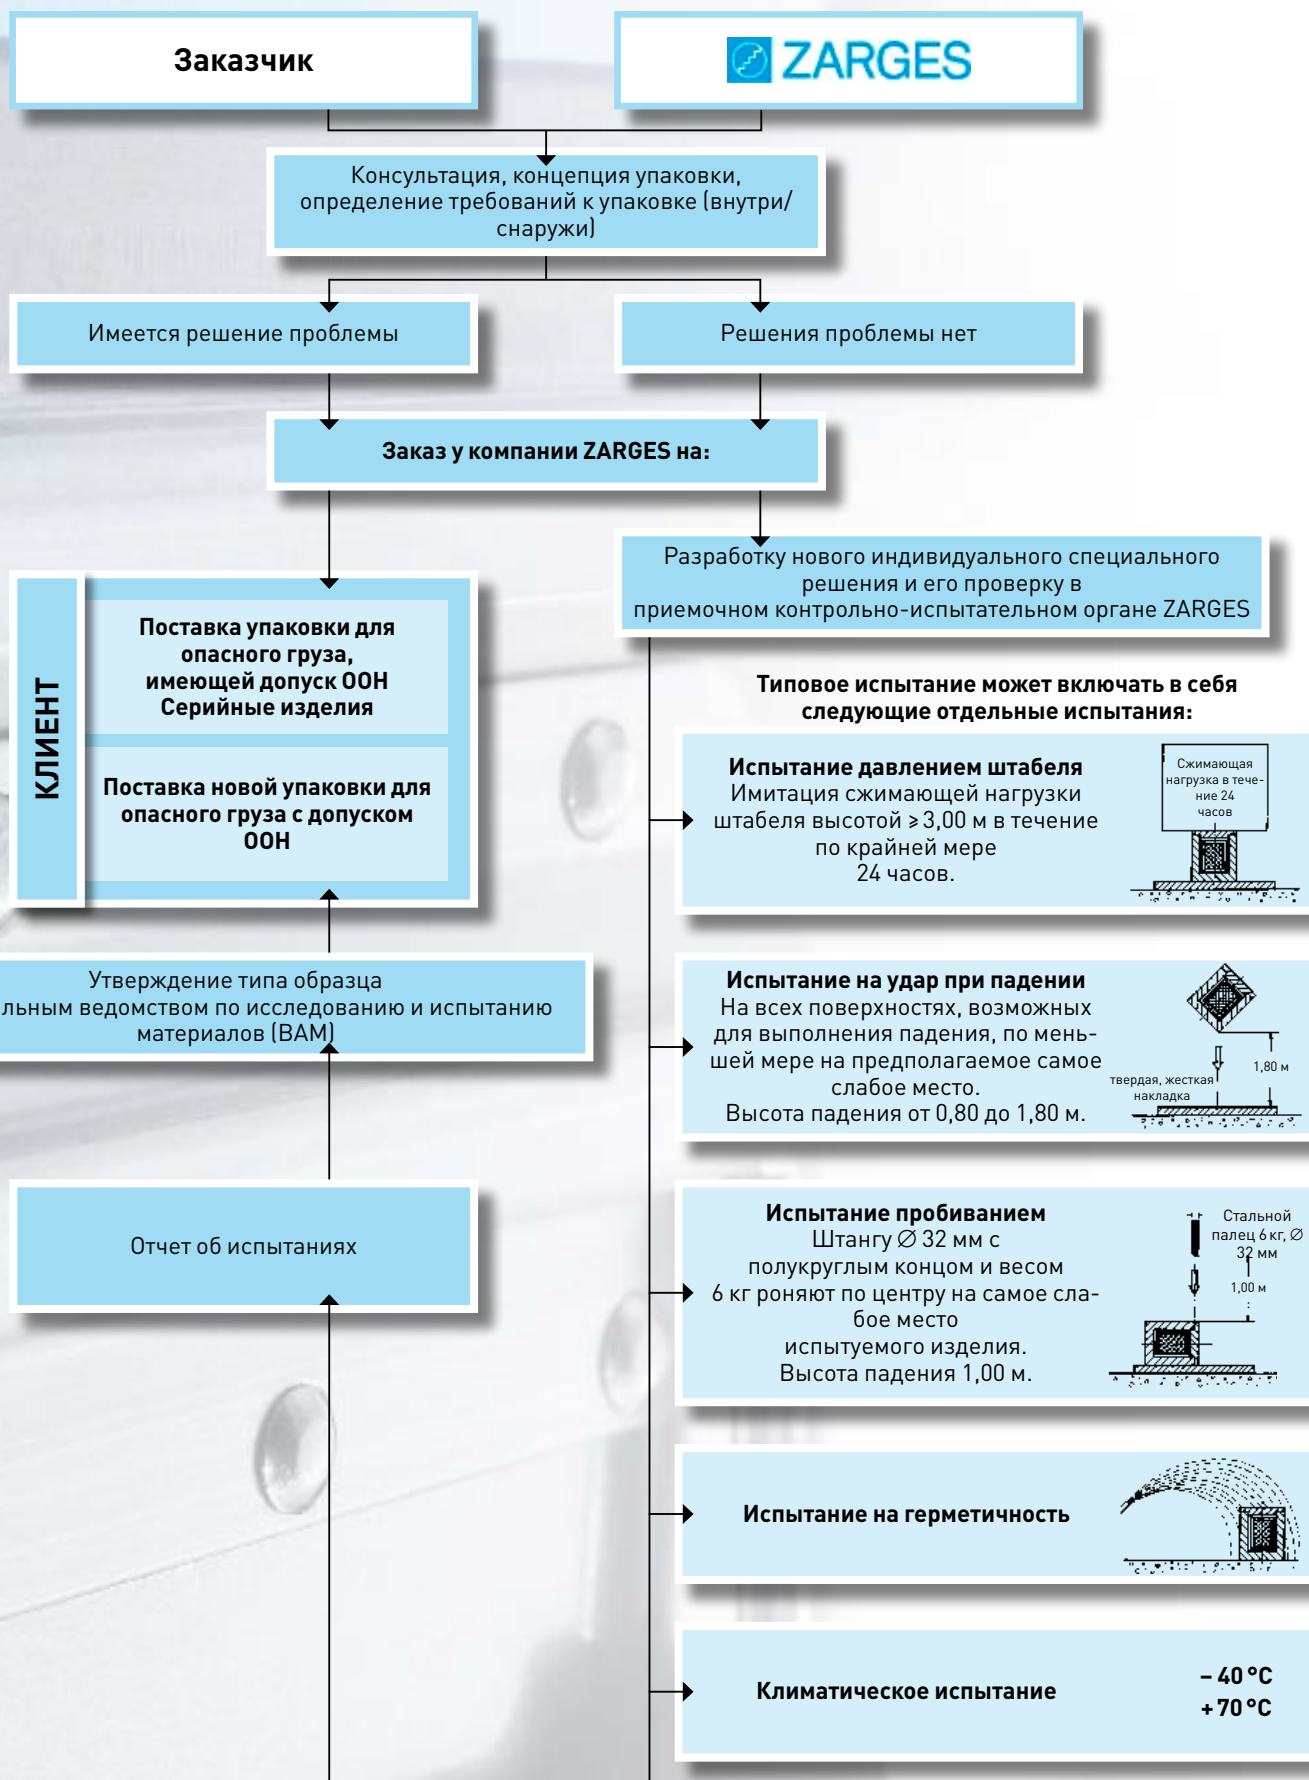 Заказчик
ZARGES
Консультация, концепция упаковки,
определение требований к упаковке (внутри/
снаружи)
Имеется решение проблемы
Решения проблемы нет
Заказ у компании ZARGES на:
Разработку нового индивидуального специального
решения и его проверку в
приемочном контрольно-испытательном органе ZARGES
КЛИЕНТ
Поставка упаковки для
опасного груза,
имеющей допуск ООН
Серийные изделия
Поставка новой упаковки для
опасного груза с допуском
ООН
Утверждение типа образца
льным ведомством по исследованию и испытанию
материалов (BAM)
Отчет об испытаниях
Типовое испытание может включать в себя
следующие отдельные испытания:
Испытание давлением штабеля
Имитация сжимающей нагрузки
штабеля высотой ≥ 3,00 м в течение
по крайней мере
24 часов.
Сжимающая
нагрузка в тече-
ние 24
часов
Испытание на удар при падении
На всех поверхностях, возможных
для выполнения падения, по мень-
шей мере на предполагаемое самое
слабое место.
Высота падения от 0,80 до 1,80 м.
1,80 м
твердая, жесткая
накладка
Испытание пробиванием
Штангу ∅ 32 мм с
полукруглым концом и весом
6 кг роняют по центру на самое сла-
бое место
испытуемого изделия.
Высота падения 1,00 м.
Стальной
палец 6 кг, ∅
32 мм
1,00 м
Испытание на герметичность
Климатическое испытание
– 40 °C
+ 70 °C